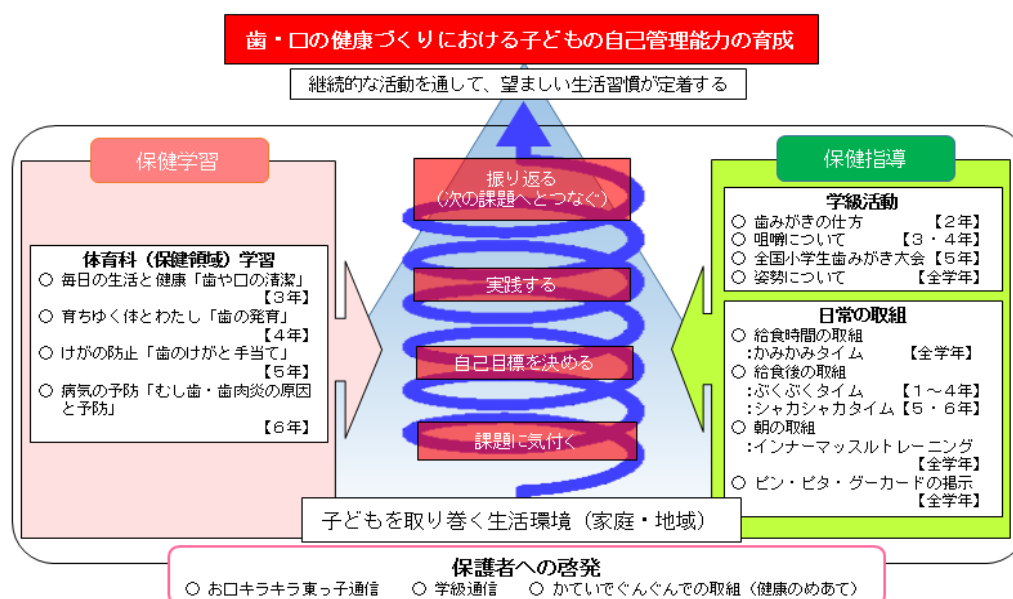 歯・口の健康づくりにおける子どもの自己管理能力の育成
継続的な活動を通して、望ましい生活習慣が定着する
保健学習
体育科（保健領域）学習
○ 毎日の生活と健康「歯や口の清潔」
【3年】
○ 育ちゆく体とわたし「歯の発育」
【4年】
○ けがの防止「歯のけがと手当て」
【5年】
○ 病気の予防「むし歯・歯肉炎の原因
と予防」
【6年】
振り返る
（次の課題へとつなぐ）
実践する
自己目標を決める
課題に気付く
保健指導
学級活動
○ 歯みがきの仕方 【2年】
○ 咀嚼について 【3・4年】
○ 全国小学生歯みがき大会【5年】
○ 姿勢について 【全学年】
日常の取組
○ 給食時間の取組
:かみかみタイム 【全学年】
○ 給食後の取組
:ぶくぶくタイム 【1～4年】
:シャカシャカタイム【5・6年】
○ 朝の取組
:インナーマッスルトレーニング
【全学年】
○ ピン・ピタ・グーカードの掲示
【全学年】
子どもを取り巻く生活環境（家庭・地域）
保護者への啓発
○ お口キラキラ東っ子通信 ○ 学級通信 ○ かていでぐんぐんでの取組（健康のめあて）